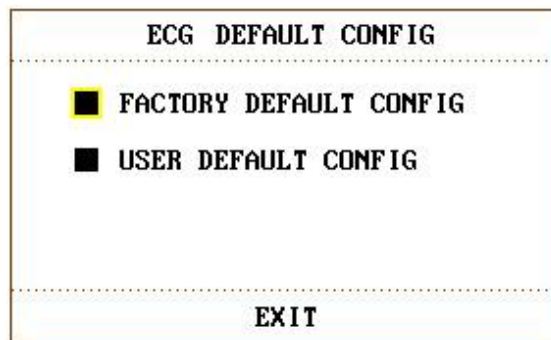 ECG DEFAULT CONFIG
FACTORY DEFAULT CONFIG
USER DEFAULT CONFIG
EXIT